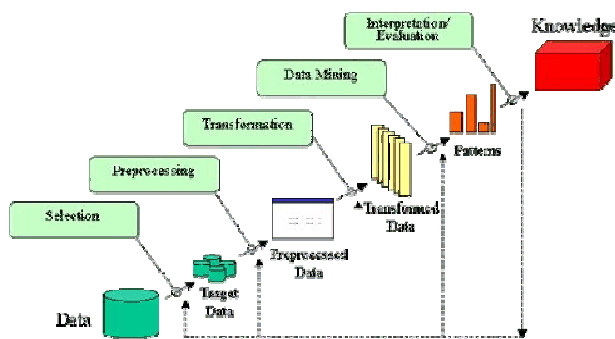 Interpretation/
Evaluation
Knowledge
Data Mining
Transformation
Patterns
Preprocessing
Transformed
Data
Selection
Preprocessed
Data
Target
Data
Data